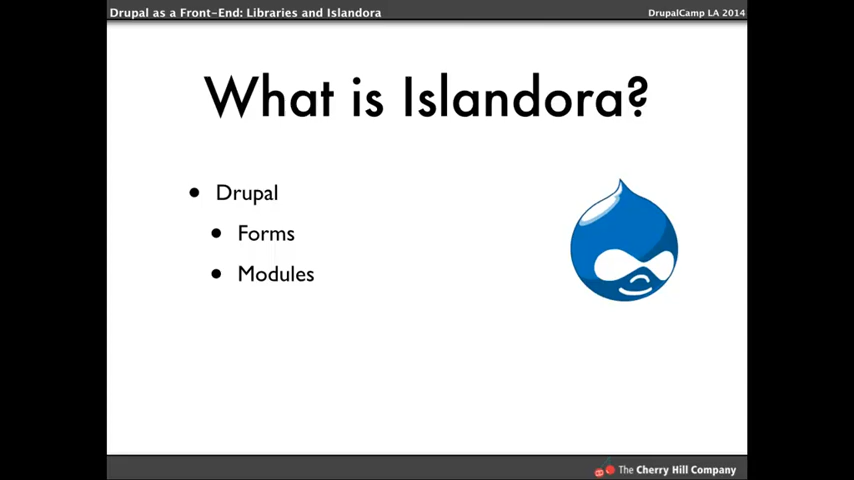 Drupal as a Front-End: Libraries and Islandora
DrupalCamp LA 2014
What is Islandora?
• Drupal
• Forms
• Modules
The Cherry Hill Company